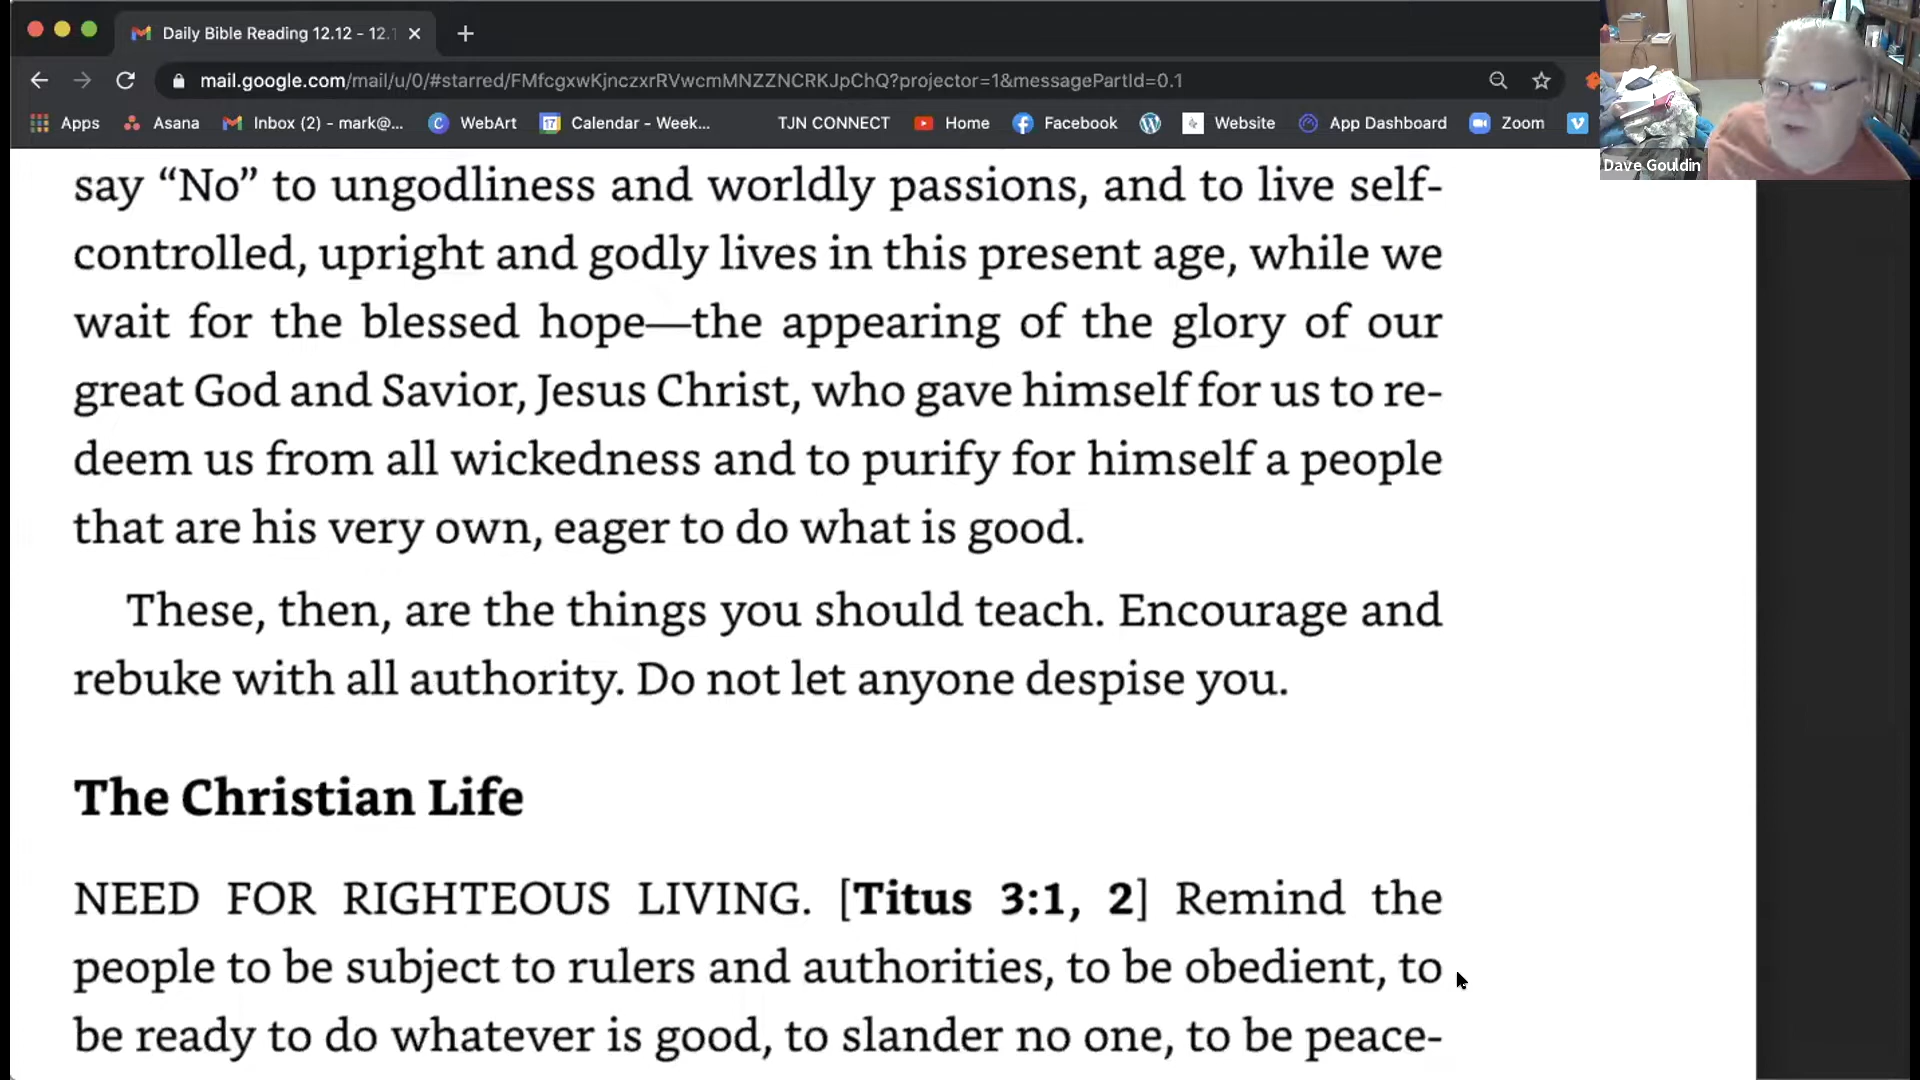 Daily Bible Reading 12.12 - 12.
mail.google.com/mail/u/0/#starred/FMfcgxwKjnczxrRVwcmMNZZNCRKJpChQ?projector=1&messagePartId=0.1
Apps Asana Inbox (2) - mark@... WebArt Calendar - Week... TJN CONNECT Home Facebook Website App Dashboard Zoom
Dave Gouldin
say “No” to ungodliness and worldly passions, and to live self-
controlled, upright and godly lives in this present age, while we
wait for the blessed hope—the appearing of the glory of our
great God and Savior, Jesus Christ, who gave himself for us to re-
deem us from all wickedness and to purify for himself a people
that are his very own, eager to do what is good.
These, then, are the things you should teach. Encourage and
rebuke with all authority. Do not let anyone despise you.
The Christian Life
NEED FOR RIGHTEOUS LIVING. [Titus 3:1, 2] Remind the
people to be subject to rulers and authorities, to be obedient, to
be ready to do whatever is good, to slander no one, to be peace-